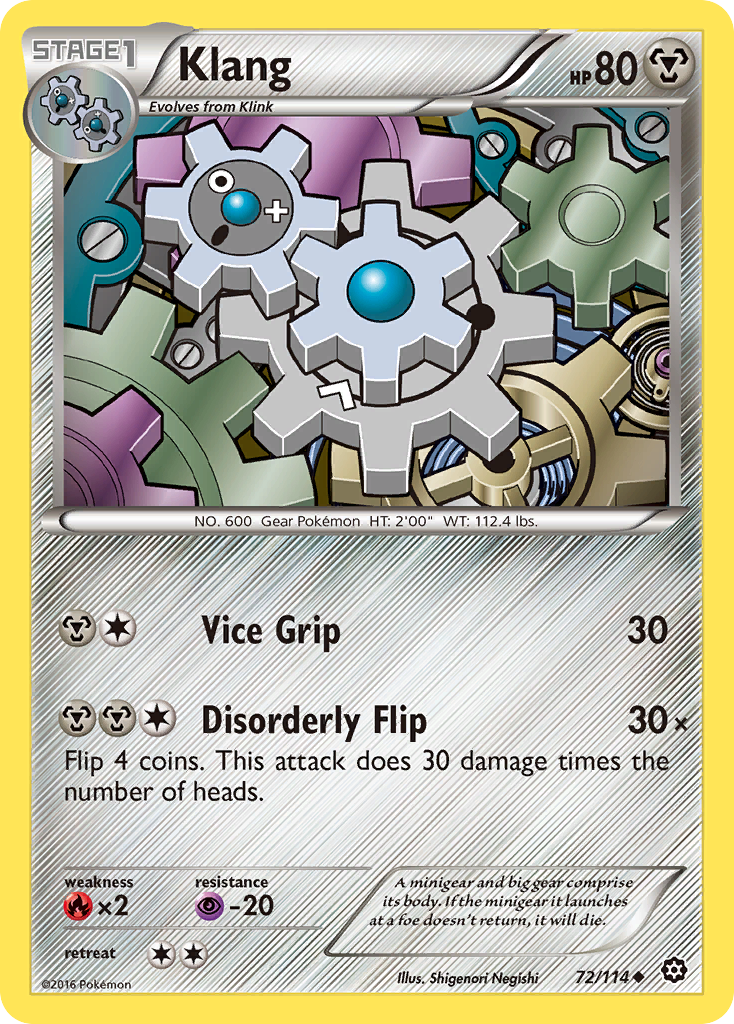 STAGE1
Klang
HP80
Evolves from Klink
NO. 600 Gear Pokémon HT: 2'00" WT: 112.4 lbs.
Vice Grip 30
Disorderly Flip 30×
Flip 4 coins. This attack does 30 damage times the
number of heads.
weakness resistance
×2 -20
retreat
A minigear and big gear comprise
its body. If the minigear it launches
at a foe doesn't return, it will die.
©2016 Pokémon
Illus. Shigenori Negishi
72/114